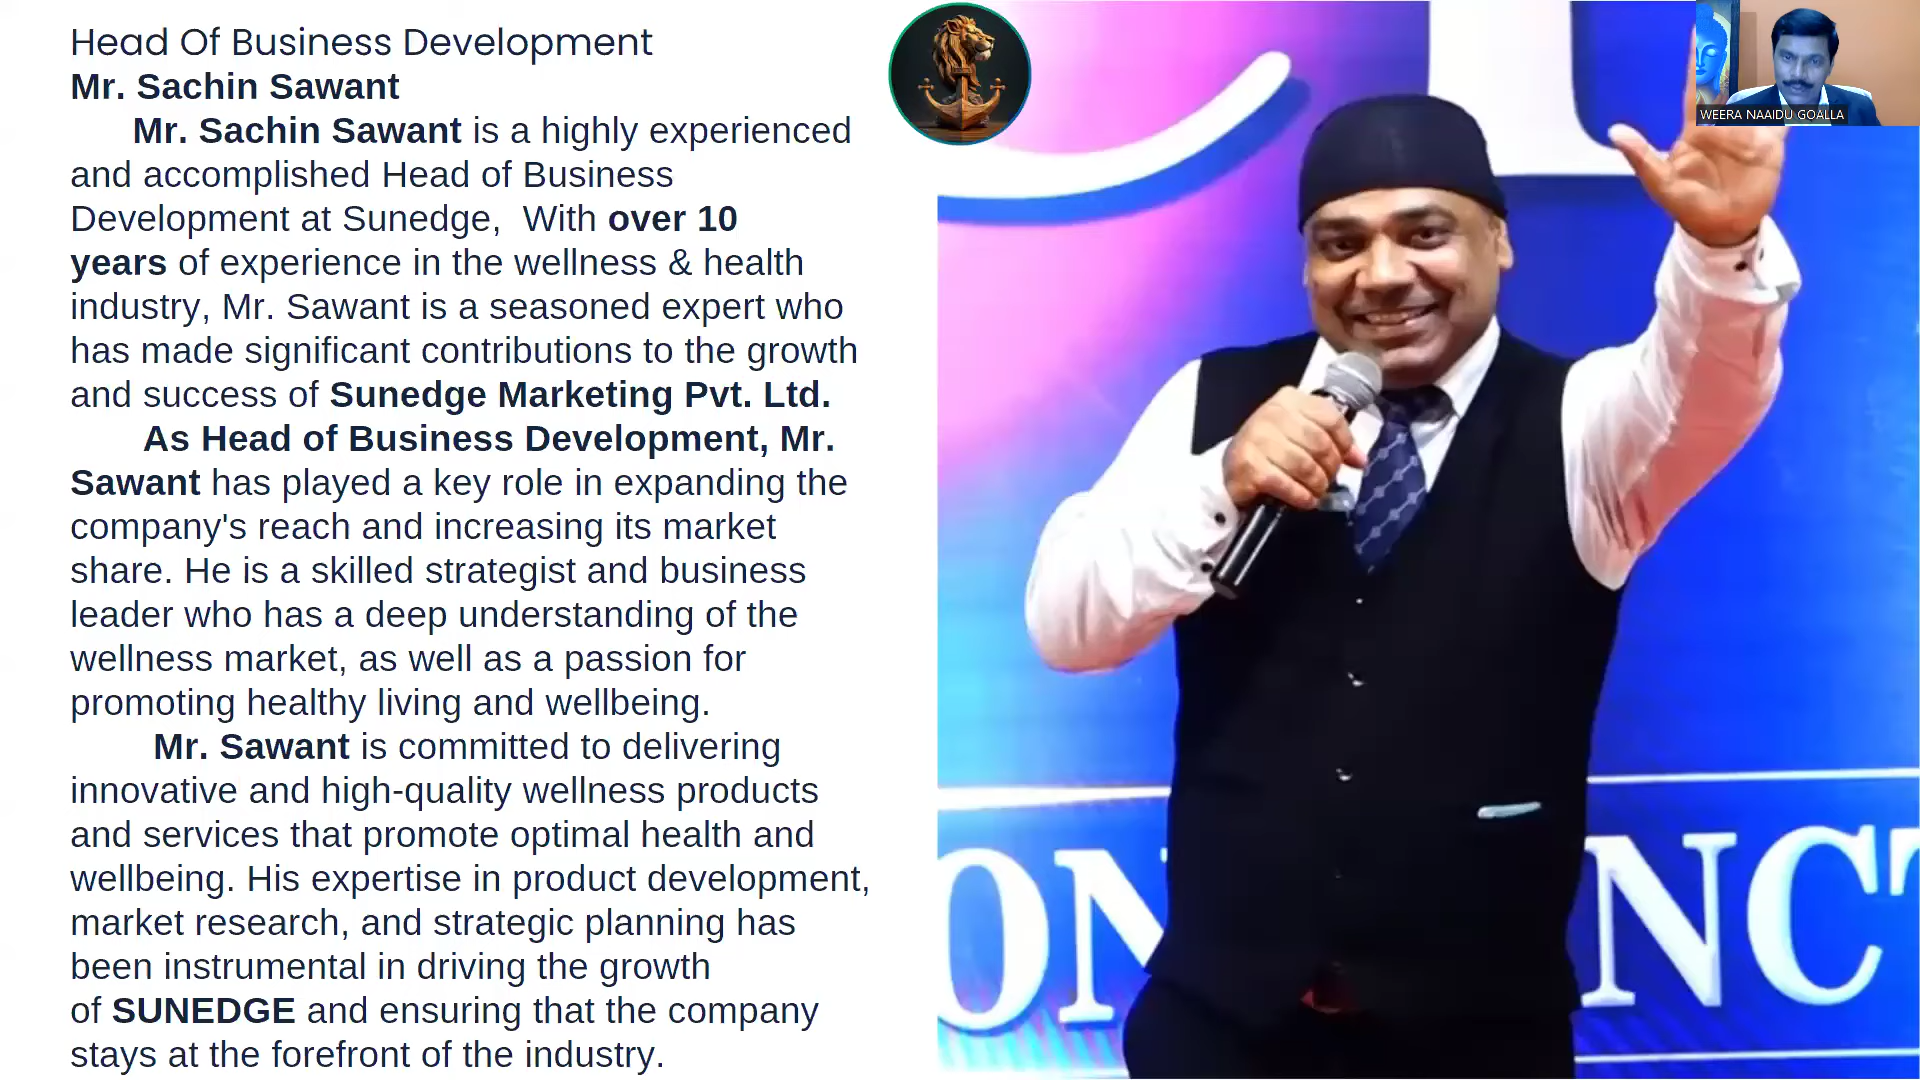 Head Of Business Development
Mr. Sachin Sawant
Mr. Sachin Sawant is a highly experienced
and accomplished Head of Business
Development at Sunedge,  With over 10
years of experience in the wellness & health
industry, Mr. Sawant is a seasoned expert who
has made significant contributions to the growth
and success of Sunedge Marketing Pvt. Ltd.
As Head of Business Development, Mr.
Sawant has played a key role in expanding the
company's reach and increasing its market
share. He is a skilled strategist and business
leader who has a deep understanding of the
wellness market, as well as a passion for
promoting healthy living and wellbeing.
Mr. Sawant is committed to delivering
innovative and high-quality wellness products
and services that promote optimal health and
wellbeing. His expertise in product development,
market research, and strategic planning has
been instrumental in driving the growth
of SUNEDGE and ensuring that the company
stays at the forefront of the industry.
WEERA NAAIDU GOALLA
ON NCT